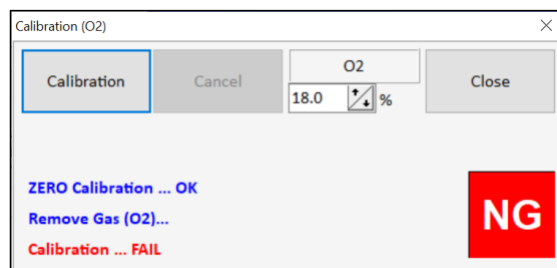 Calibration (O2)
Calibration
Cancel
O2
18.0 %
Close
ZERO Calibration ... OK
Remove Gas (O2)...
Calibration ... FAIL
NG